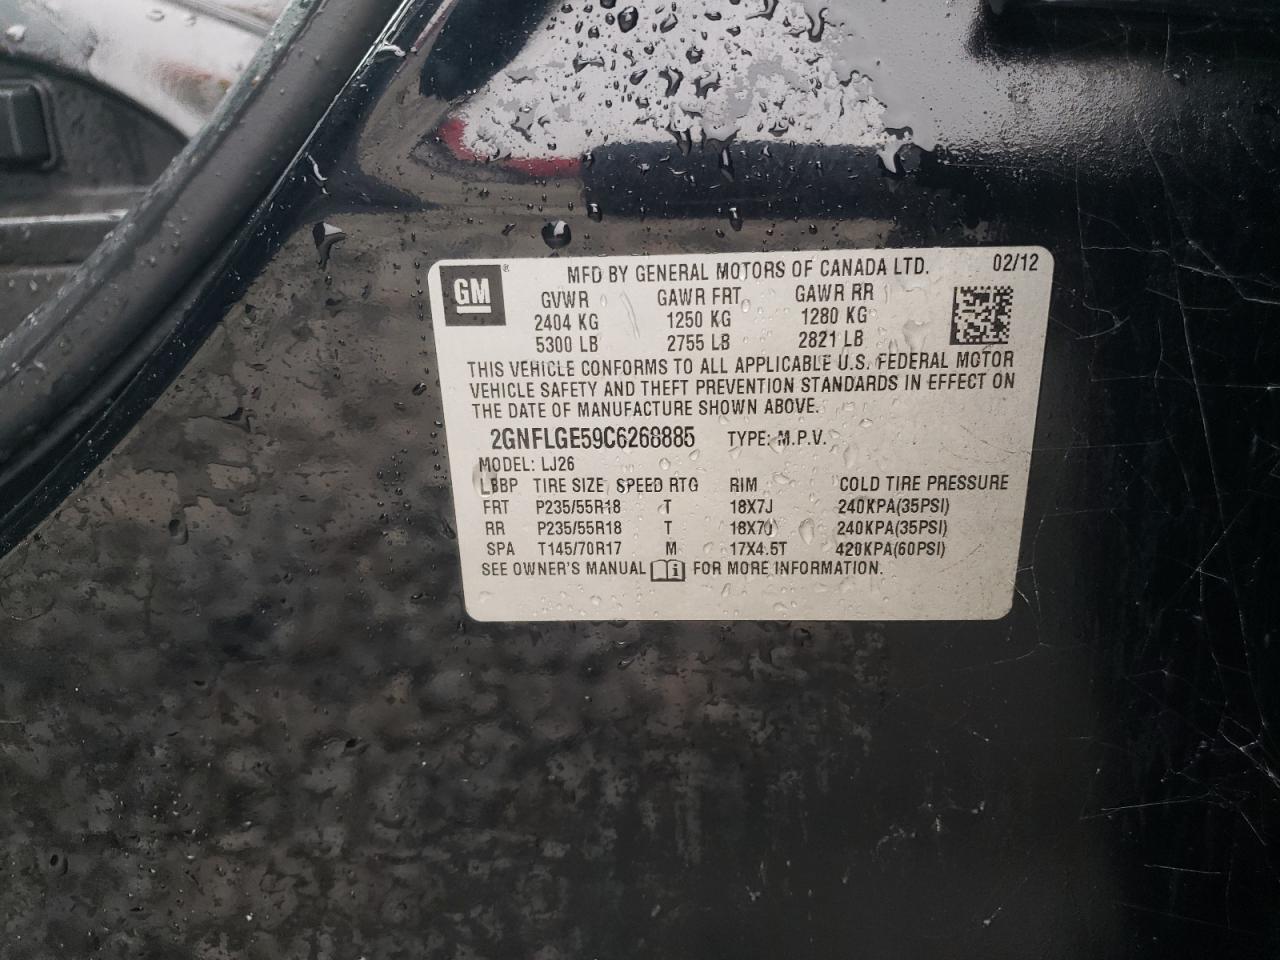 GM ® MFD BY GENERAL MOTORS OF CANADA LTD. 02/12
GVWR GAWR FRT GAWR RR
2404 KG 1250 KG 1280 KG
5300 LB 2755 LB 2821 LB
THIS VEHICLE CONFORMS TO ALL APPLICABLE U.S. FEDERAL MOTOR
VEHICLE SAFETY AND THEFT PREVENTION STANDARDS IN EFFECT ON
THE DATE OF MANUFACTURE SHOWN ABOVE.
2GNFLGE59C6268885 TYPE: M.P.V.
MODEL: LJ26
LBBP TIRE SIZE SPEED RTG RIM COLD TIRE PRESSURE
FRT P235/55R18 T 18X7J 240KPA(35PSI)
RR P235/55R18 T 18X7J 240KPA(35PSI)
SPA T145/70R17 M 17X4.5T 420KPA(60PSI)
SEE OWNER'S MANUAL FOR MORE INFORMATION.